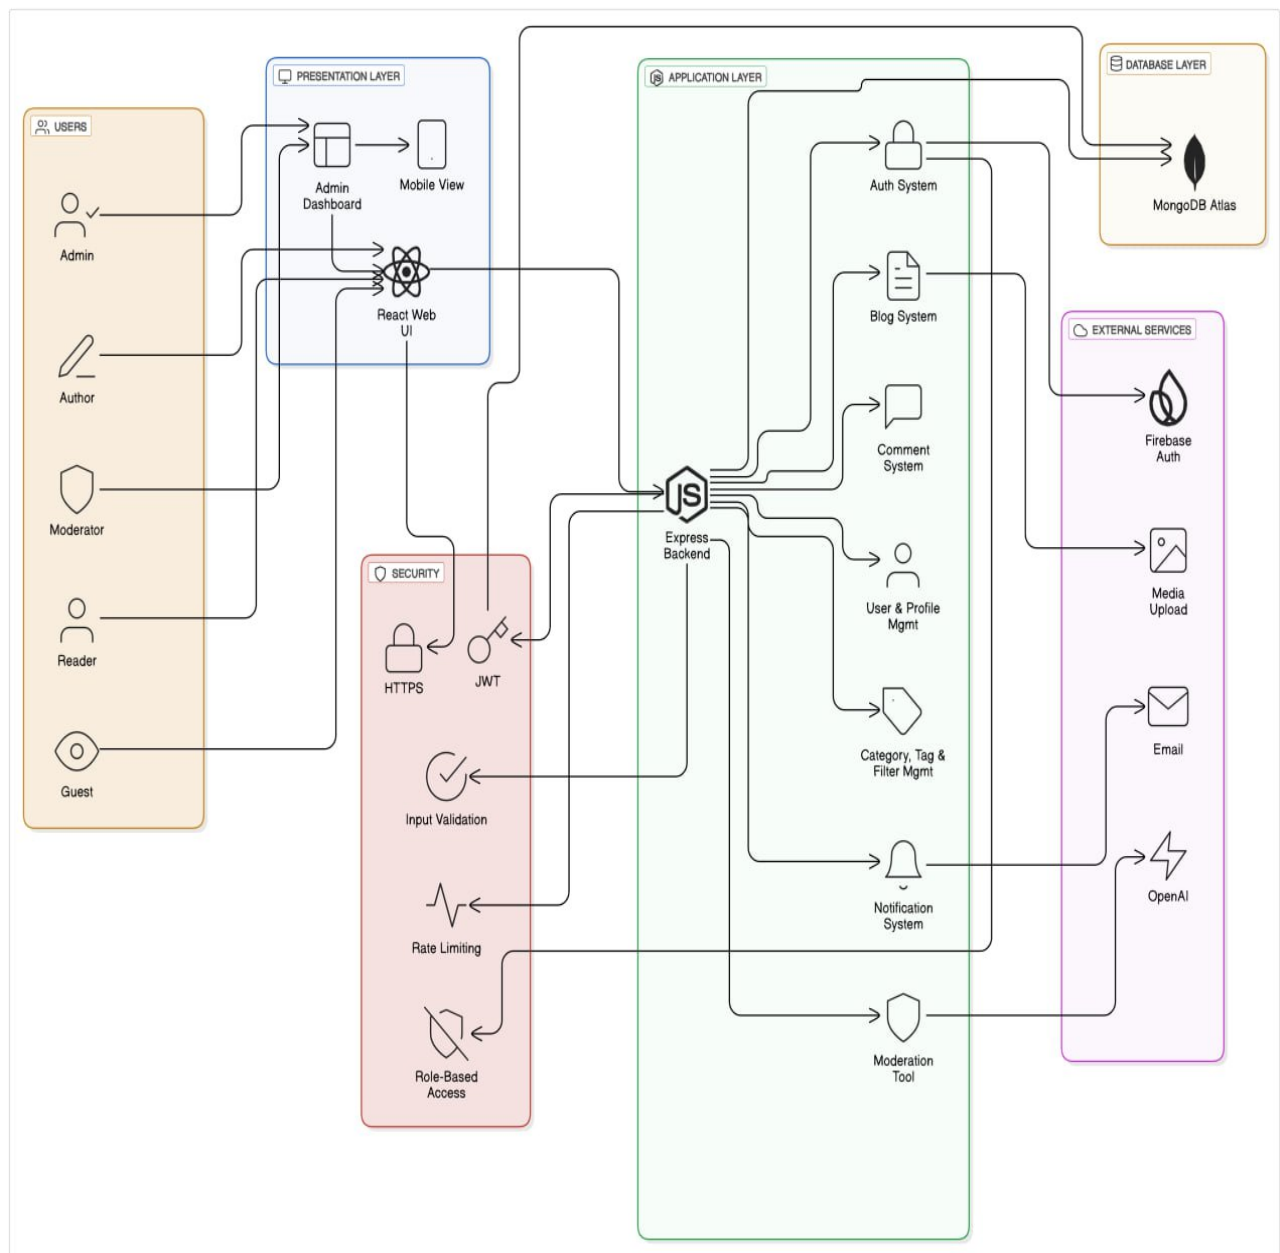 USERS
Admin
Author
Moderator
Reader
Guest
PRESENTATION LAYER
Admin
Dashboard
Mobile View
React Web
UI
SECURITY
HTTPS
JWT
Input Validation
Rate Limiting
Role-Based
Access
APPLICATION LAYER
JS
Express
Backend
Auth System
Blog System
Comment
System
User & Profile
Mgmt
Category, Tag &
Filter Mgmt
Notification
System
Moderation
Tool
DATABASE LAYER
MongoDB Atlas
EXTERNAL SERVICES
Firebase
Auth
Media
Upload
Email
OpenAI